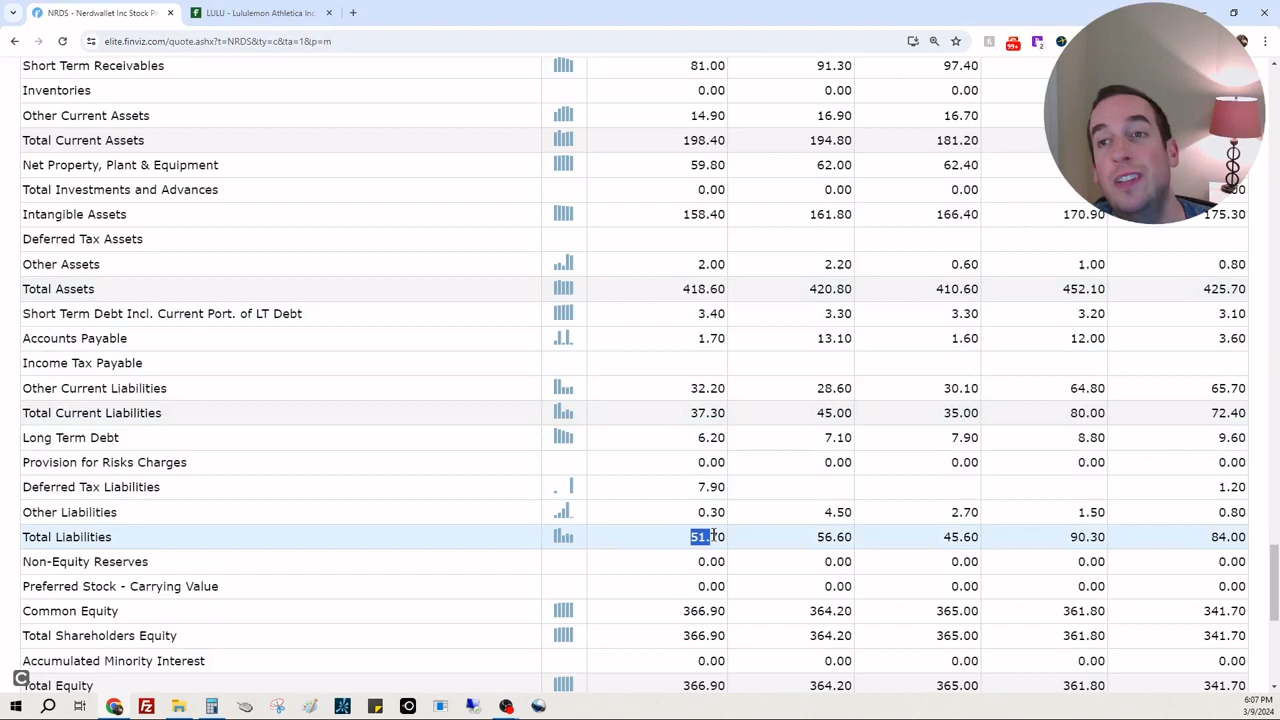 NRDS - Nerdwallet Inc Stock P
LULU - Lululemon Athletica Inc
elite.finviz.com/quote.ashx?t=NRDS&ty=c&ta=1&p=m
99+
2
Short Term Receivables 81.00 91.30 97.40
Inventories 0.00 0.00 0.00
Other Current Assets 14.90 16.90 16.70
Total Current Assets 198.40 194.80 181.20
Net Property, Plant & Equipment 59.80 62.00 62.40
Total Investments and Advances 0.00 0.00 0.00
Intangible Assets 158.40 161.80 166.40 170.90 175.30
Deferred Tax Assets
Other Assets 2.00 2.20 0.60 1.00 0.80
Total Assets 418.60 420.80 410.60 452.10 425.70
Short Term Debt Incl. Current Port. of LT Debt 3.40 3.30 3.30 3.20 3.10
Accounts Payable 1.70 13.10 1.60 12.00 3.60
Income Tax Payable
Other Current Liabilities 32.20 28.60 30.10 64.80 65.70
Total Current Liabilities 37.30 45.00 35.00 80.00 72.40
Long Term Debt 6.20 7.10 7.90 8.80 9.60
Provision for Risks Charges 0.00 0.00 0.00 0.00 0.00
Deferred Tax Liabilities 7.90 1.20
Other Liabilities 0.30 4.50 2.70 1.50 0.80
Total Liabilities 51.70 56.60 45.60 90.30 84.00
Non-Equity Reserves 0.00 0.00 0.00 0.00 0.00
Preferred Stock - Carrying Value 0.00 0.00 0.00 0.00 0.00
Common Equity 366.90 364.20 365.00 361.80 341.70
Total Shareholders Equity 366.90 364.20 365.00 361.80 341.70
Accumulated Minority Interest 0.00 0.00 0.00 0.00 0.00
Total Equity 366.90 364.20 365.00 361.80 341.70
6:07 PM
3/9/2024